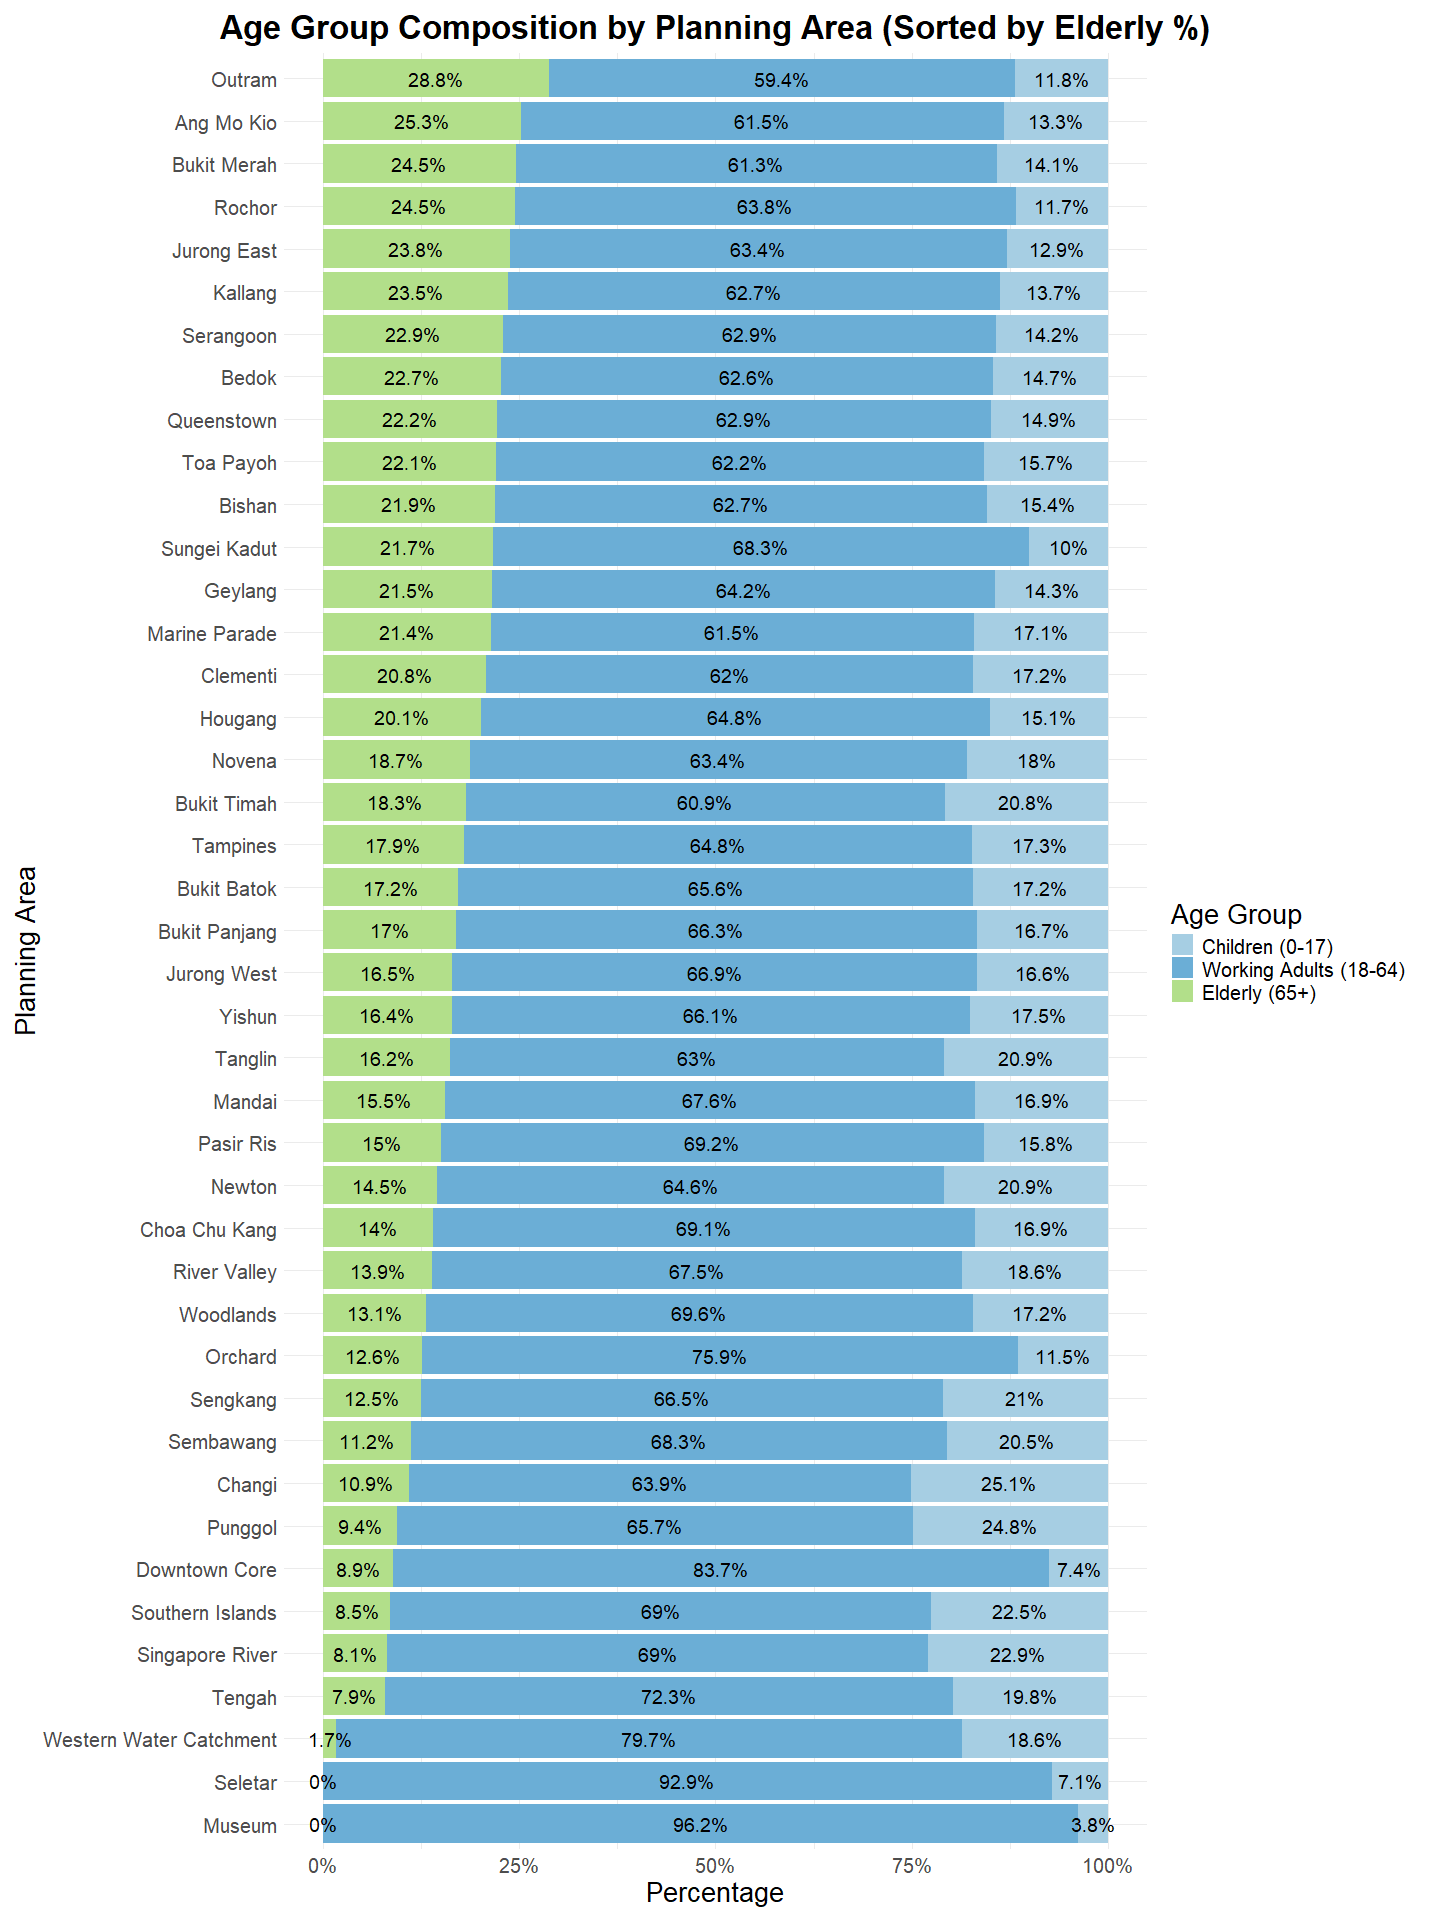 Age Group Composition by Planning Area (Sorted by Elderly %)
Outram 28.8% 59.4% 11.8%
Ang Mo Kio 25.3% 61.5% 13.3%
Bukit Merah 24.5% 61.3% 14.1%
Rochor 24.5% 63.8% 11.7%
Jurong East 23.8% 63.4% 12.9%
Kallang 23.5% 62.7% 13.7%
Serangoon 22.9% 62.9% 14.2%
Bedok 22.7% 62.6% 14.7%
Queenstown 22.2% 62.9% 14.9%
Toa Payoh 22.1% 62.2% 15.7%
Bishan 21.9% 62.7% 15.4%
Sungei Kadut 21.7% 68.3% 10%
Geylang 21.5% 64.2% 14.3%
Marine Parade 21.4% 61.5% 17.1%
Clementi 20.8% 62% 17.2%
Hougang 20.1% 64.8% 15.1%
Novena 18.7% 63.4% 18%
Bukit Timah 18.3% 60.9% 20.8%
Tampines 17.9% 64.8% 17.3%
Bukit Batok 17.2% 65.6% 17.2%
Bukit Panjang 17% 66.3% 16.7%
Jurong West 16.5% 66.9% 16.6%
Yishun 16.4% 66.1% 17.5%
Tanglin 16.2% 63% 20.9%
Mandai 15.5% 67.6% 16.9%
Pasir Ris 15% 69.2% 15.8%
Newton 14.5% 64.6% 20.9%
Choa Chu Kang 14% 69.1% 16.9%
River Valley 13.9% 67.5% 18.6%
Woodlands 13.1% 69.6% 17.2%
Orchard 12.6% 75.9% 11.5%
Sengkang 12.5% 66.5% 21%
Sembawang 11.2% 68.3% 20.5%
Changi 10.9% 63.9% 25.1%
Punggol 9.4% 65.7% 24.8%
Downtown Core 8.9% 83.7% 7.4%
Southern Islands 8.5% 69% 22.5%
Singapore River 8.1% 69% 22.9%
Tengah 7.9% 72.3% 19.8%
Western Water Catchment 1.7% 79.7% 18.6%
Seletar 0% 92.9% 7.1%
Museum 0% 96.2% 3.8%
0% 25% 50% 75% 100%
Percentage
Planning Area
Age Group
Children (0-17)
Working Adults (18-64)
Elderly (65+)